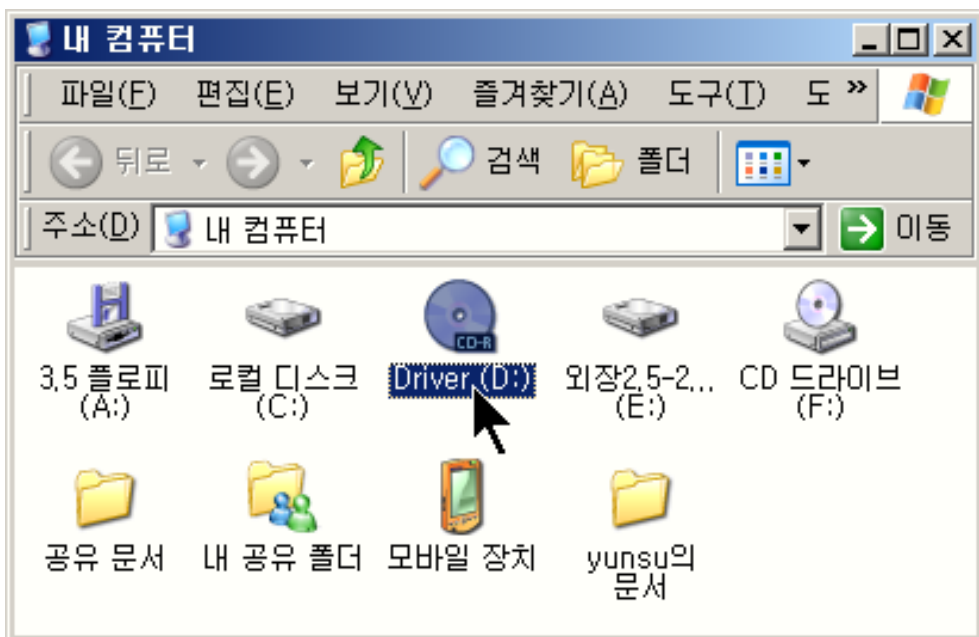 내 컴퓨터
파일(F) 편집(E) 보기(V) 즐겨찾기(A) 도구(T) 도 »
뒤로 검색 폴더
주소(D) 내 컴퓨터 이동
CD-R
3.5 플로피 로컬 디스크 Driver (D:) 외장2,5-2... CD 드라이브
(A:) (C:) (E:) (F:)
공유 문서 내 공유 폴더 모바일 장치 yunsu의
문서